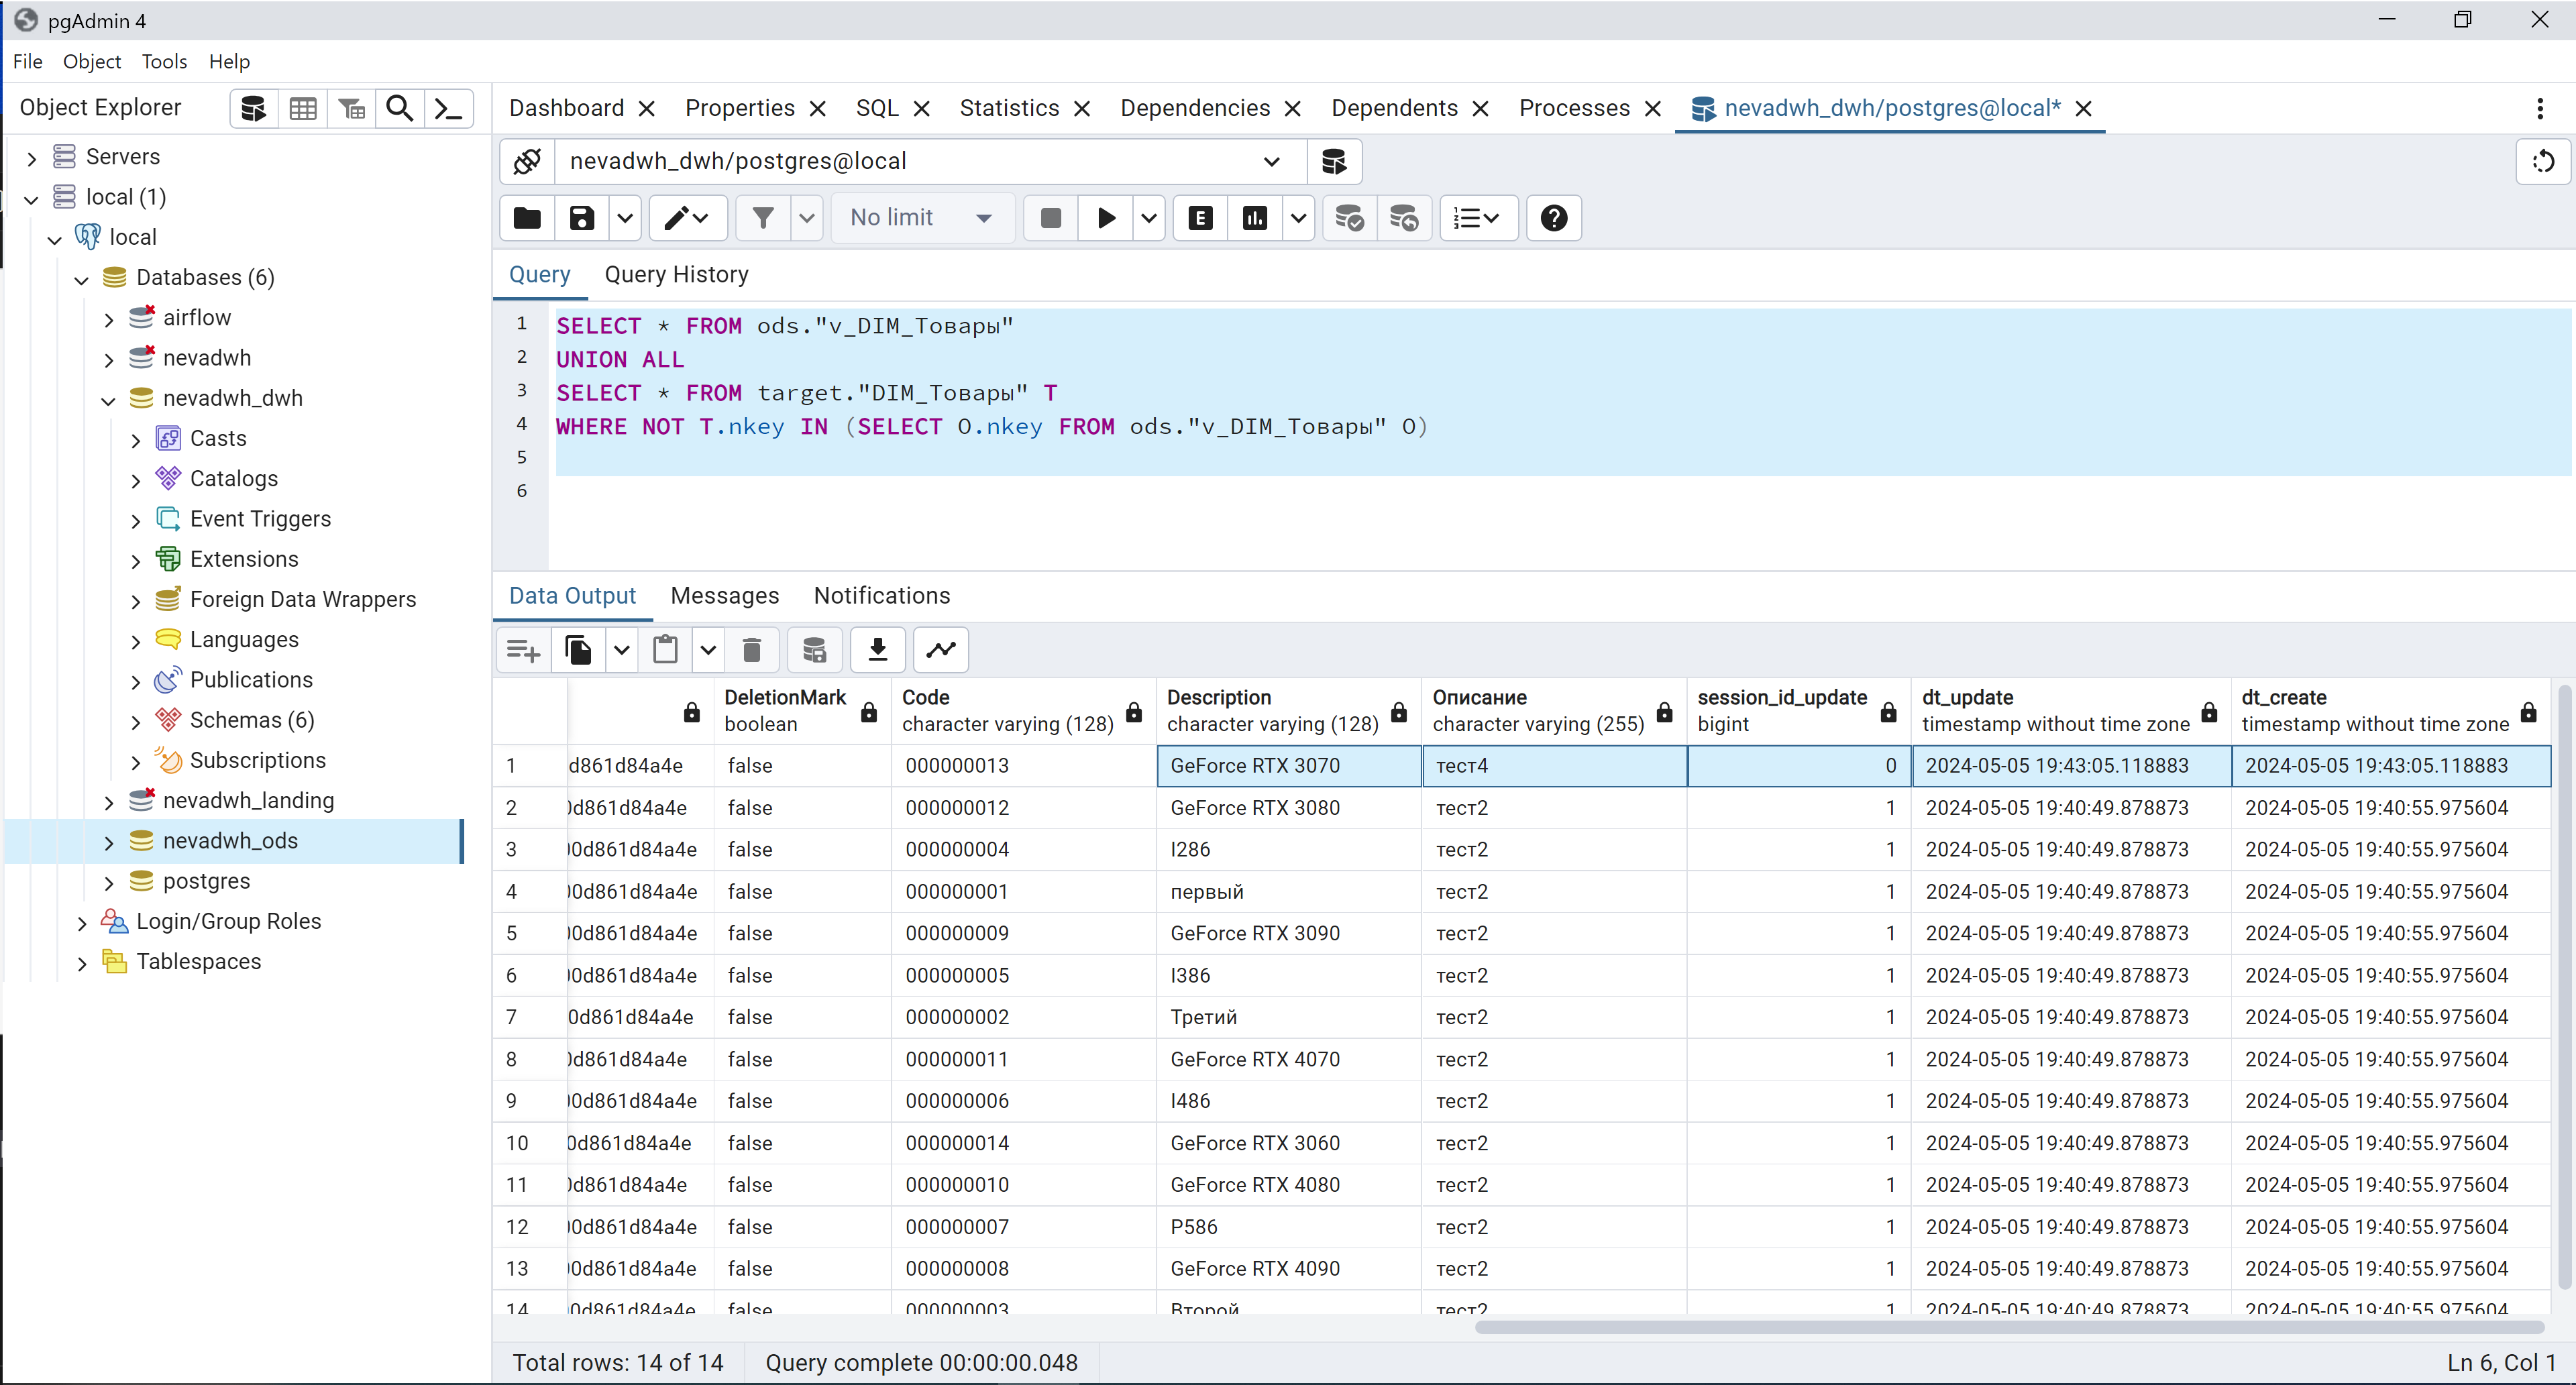 pgAdmin 4
File Object Tools Help
Object Explorer
Servers
local (1)
local
Databases (6)
airflow
nevadwh
nevadwh_dwh
Casts
Catalogs
Event Triggers
Extensions
Foreign Data Wrappers
Languages
Publications
Schemas (6)
Subscriptions
nevadwh_landing
nevadwh_ods
postgres
Login/Group Roles
Tablespaces
Dashboard Properties SQL Statistics Dependencies Dependents Processes nevadwh_dwh/postgres@local*
nevadwh_dwh/postgres@local
No limit E
Query Query History
1 SELECT * FROM ods."v_DIM_Товары"
2 UNION ALL
3 SELECT * FROM target."DIM_Товары" T
4 WHERE NOT T.nkey IN (SELECT O.nkey FROM ods."v_DIM_Товары" O)
5
6
Data Output Messages Notifications
DeletionMark Code Description Описание session_id_update dt_update dt_create
boolean character varying (128) character varying (128) character varying (255) bigint timestamp without time zone timestamp without time zone
1 d861d84a4e false 000000013 GeForce RTX 3070 тест4 0 2024-05-05 19:43:05.118883 2024-05-05 19:43:05.118883
2 0d861d84a4e false 000000012 GeForce RTX 3080 тест2 1 2024-05-05 19:40:49.878873 2024-05-05 19:40:55.975604
3 00d861d84a4e false 000000004 I286 тест2 1 2024-05-05 19:40:49.878873 2024-05-05 19:40:55.975604
4 00d861d84a4e false 000000001 первый тест2 1 2024-05-05 19:40:49.878873 2024-05-05 19:40:55.975604
5 00d861d84a4e false 000000009 GeForce RTX 3090 тест2 1 2024-05-05 19:40:49.878873 2024-05-05 19:40:55.975604
6 00d861d84a4e false 000000005 I386 тест2 1 2024-05-05 19:40:49.878873 2024-05-05 19:40:55.975604
7 0d861d84a4e false 000000002 Третий тест2 1 2024-05-05 19:40:49.878873 2024-05-05 19:40:55.975604
8 0d861d84a4e false 000000011 GeForce RTX 4070 тест2 1 2024-05-05 19:40:49.878873 2024-05-05 19:40:55.975604
9 00d861d84a4e false 000000006 I486 тест2 1 2024-05-05 19:40:49.878873 2024-05-05 19:40:55.975604
10 0d861d84a4e false 000000014 GeForce RTX 3060 тест2 1 2024-05-05 19:40:49.878873 2024-05-05 19:40:55.975604
11 0d861d84a4e false 000000010 GeForce RTX 4080 тест2 1 2024-05-05 19:40:49.878873 2024-05-05 19:40:55.975604
12 00d861d84a4e false 000000007 P586 тест2 1 2024-05-05 19:40:49.878873 2024-05-05 19:40:55.975604
13 00d861d84a4e false 000000008 GeForce RTX 4090 тест2 1 2024-05-05 19:40:49.878873 2024-05-05 19:40:55.975604
14 00d861d84a4e false 000000003 Второй тест2 1 2024-05-05 19:40:49.878873 2024-05-05 19:40:55.975604
Total rows: 14 of 14 Query complete 00:00:00.048 Ln 6, Col 1